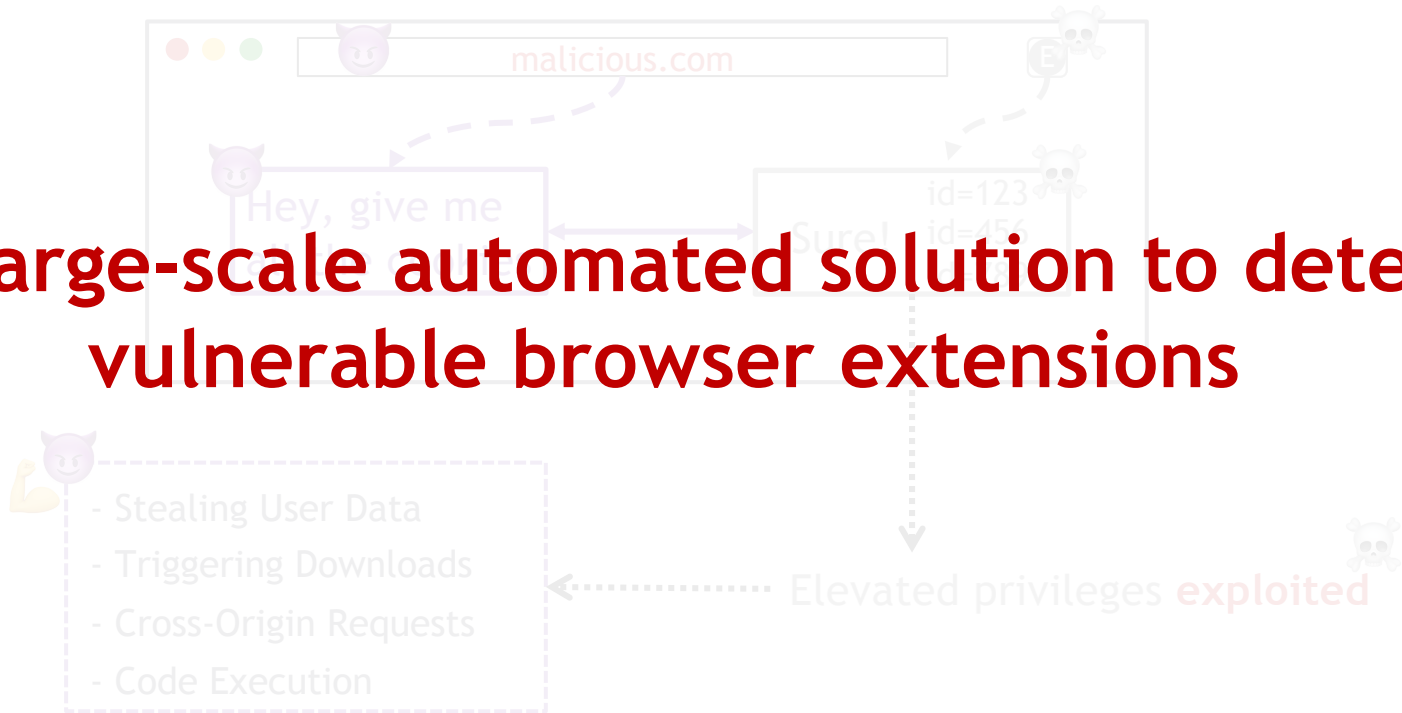 malicious.com
E
Hey, give me
Sure!
id=123
id=456
arge-scale automated solution to dete
vulnerable browser extensions
- Stealing User Data
- Triggering Downloads
- Cross-Origin Requests
- Code Execution
Elevated privileges exploited